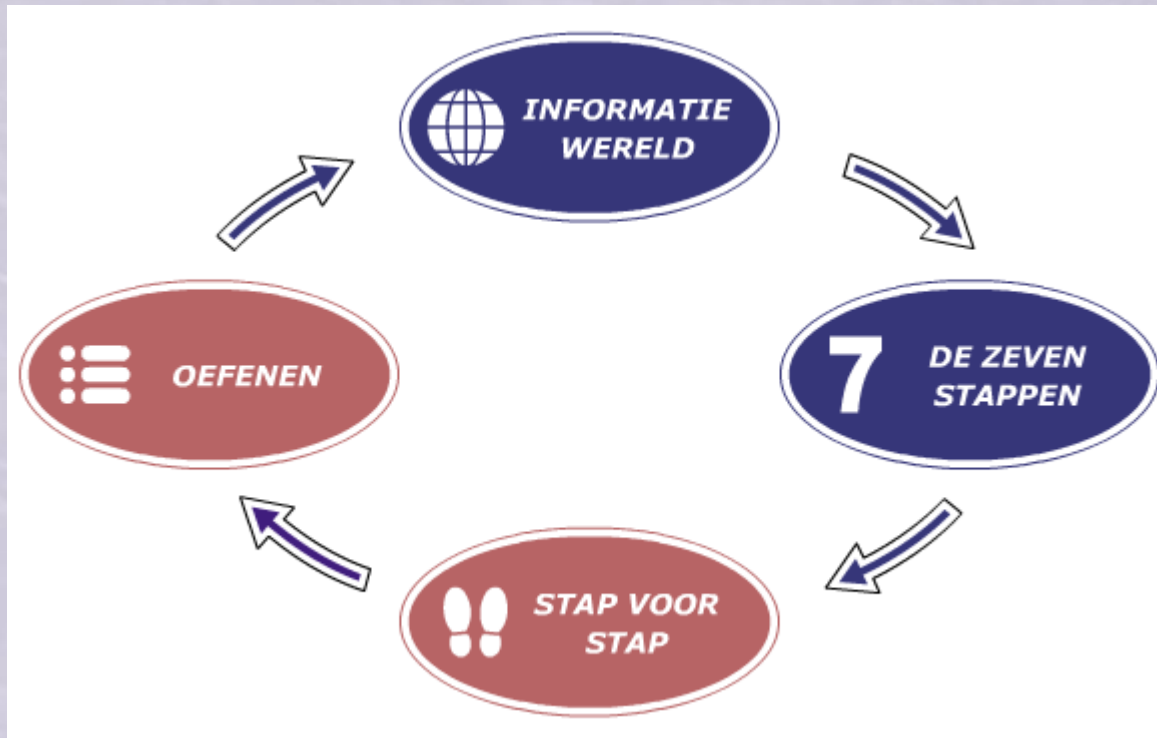 INFORMATIE
WERELD
7
DE ZEVEN
STAPPEN
STAP VOOR
STAP
OEFENEN